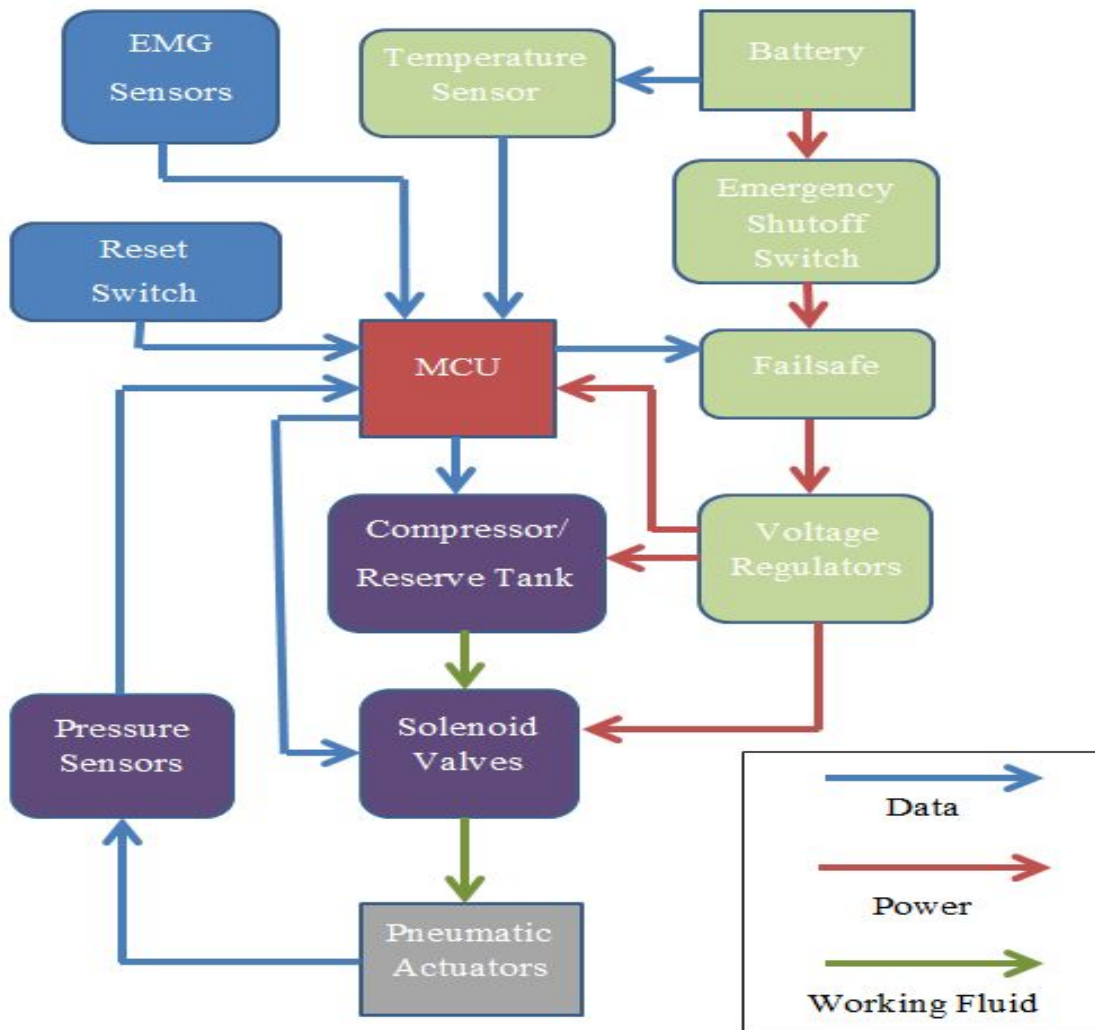 EMG
Sensors
Temperature
Sensor
Battery
Emergency
Shutoff
Switch
Reset
Switch
MCU
Failsafe
Compressor/
Reserve Tank
Voltage
Regulators
Pressure
Sensors
Solenoid
Valves
Pneumatic
Actuators
Data
Power
Working Fluid